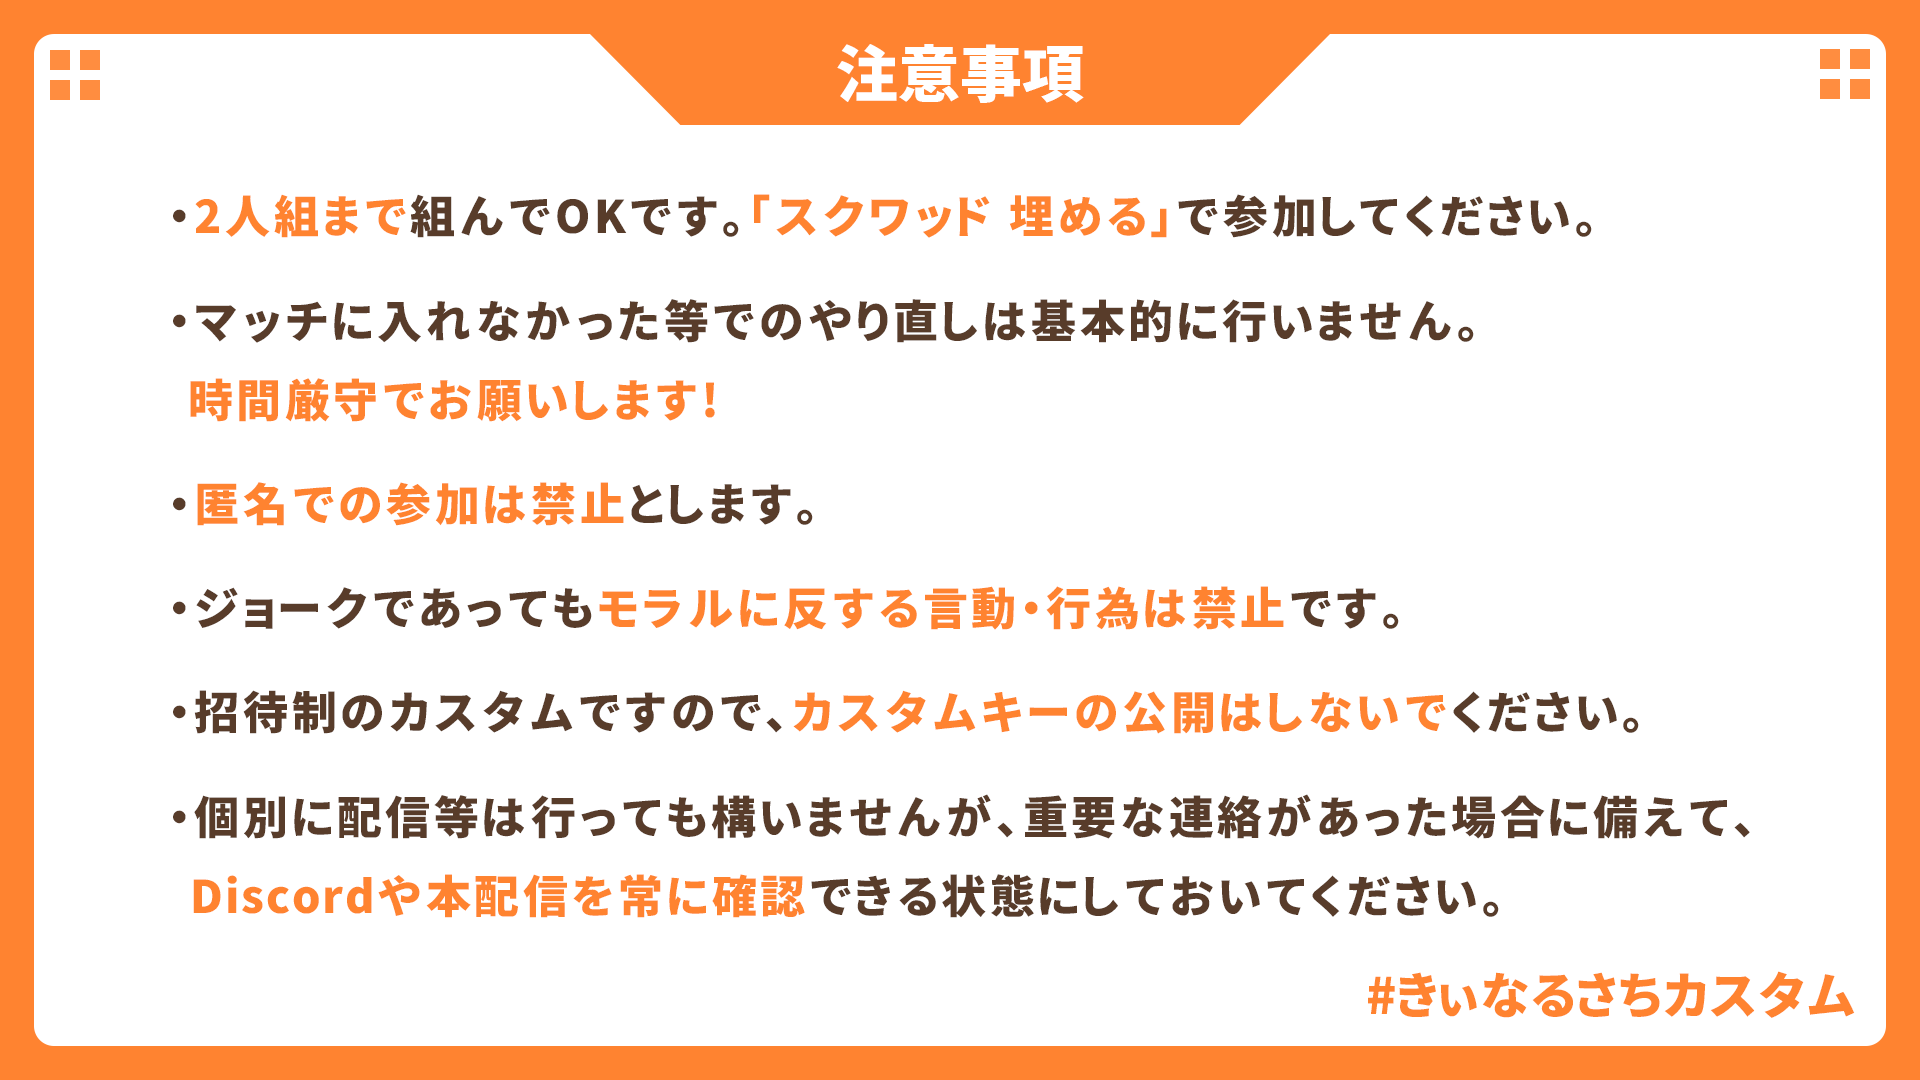 注意事項
・2人組まで組んでOKです。「スクワッド 埋める」で参加してください。
・マッチに入れなかった等でのやり直しは基本的に行いません。
時間厳守でお願いします!
・匿名での参加は禁止とします。
・ジョークであってもモラルに反する言動・行為は禁止です。
・招待制のカスタムですので、カスタムキーの公開はしないでください。
・個別に配信等は行っても構いませんが、重要な連絡があった場合に備えて、
Discordや本配信を常に確認できる状態にしておいてください。
#きぃなるさちカスタム